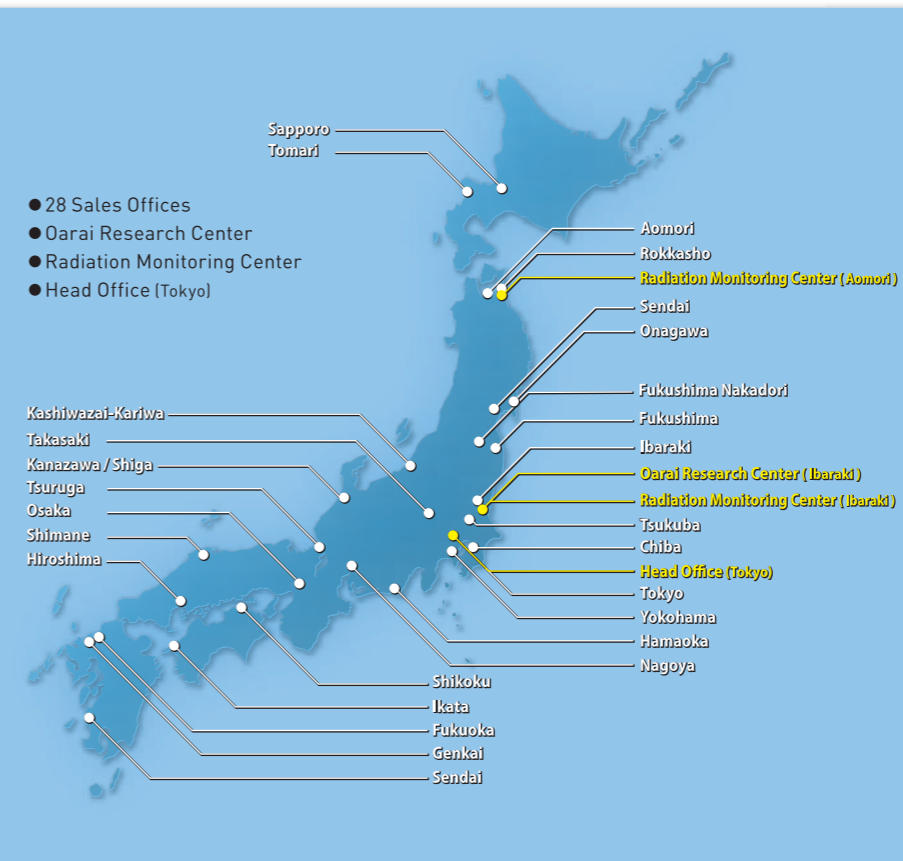 Sapporo
Tomari
● 28 Sales Offices
● Oarai Research Center
● Radiation Monitoring Center
● Head Office (Tokyo)
Aomori
Rokkasho
Radiation Monitoring Center ( Aomori )
Sendai
Onagawa
Fukushima Nakadori
Fukushima
Ibaraki
Oarai Research Center ( Ibaraki )
Radiation Monitoring Center ( Ibaraki )
Tsukuba
Chiba
Head Office (Tokyo)
Tokyo
Yokohama
Hamaoka
Nagoya
Kashiwazai-Kariwa
Takasaki
Kanazawa / Shiga
Tsuruga
Osaka
Shimane
Hiroshima
Shikoku
Ikata
Fukuoka
Genkai
Sendai